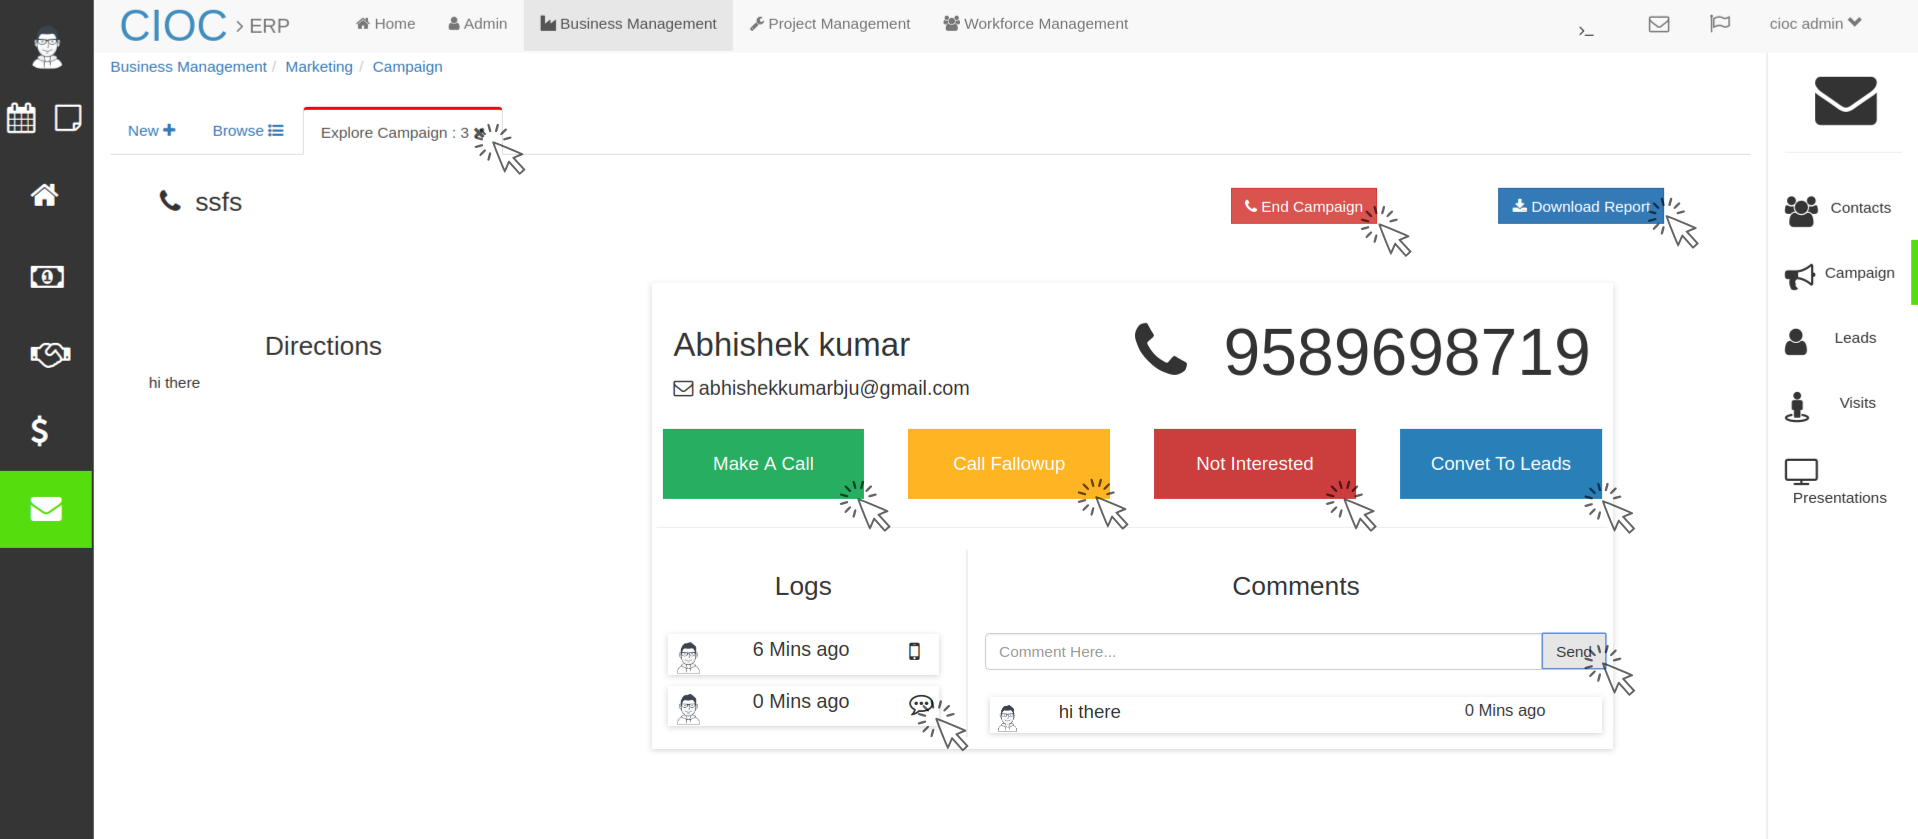 CIOC > ERP
Home
Admin
Business Management
Project Management
Workforce Management
cioc admin
Business Management / Marketing / Campaign
New
Browse
Explore Campaign : 3
ssfs
End Campaign
Download Report
Directions
hi there
Abhishek kumar
abhishekkumarbju@gmail.com
9589698719
Make A Call
Call Fallowup
Not Interested
Convet To Leads
Logs
6 Mins ago
0 Mins ago
Comments
Comment Here...
Send
hi there
0 Mins ago
Contacts
Campaign
Leads
Visits
Presentations